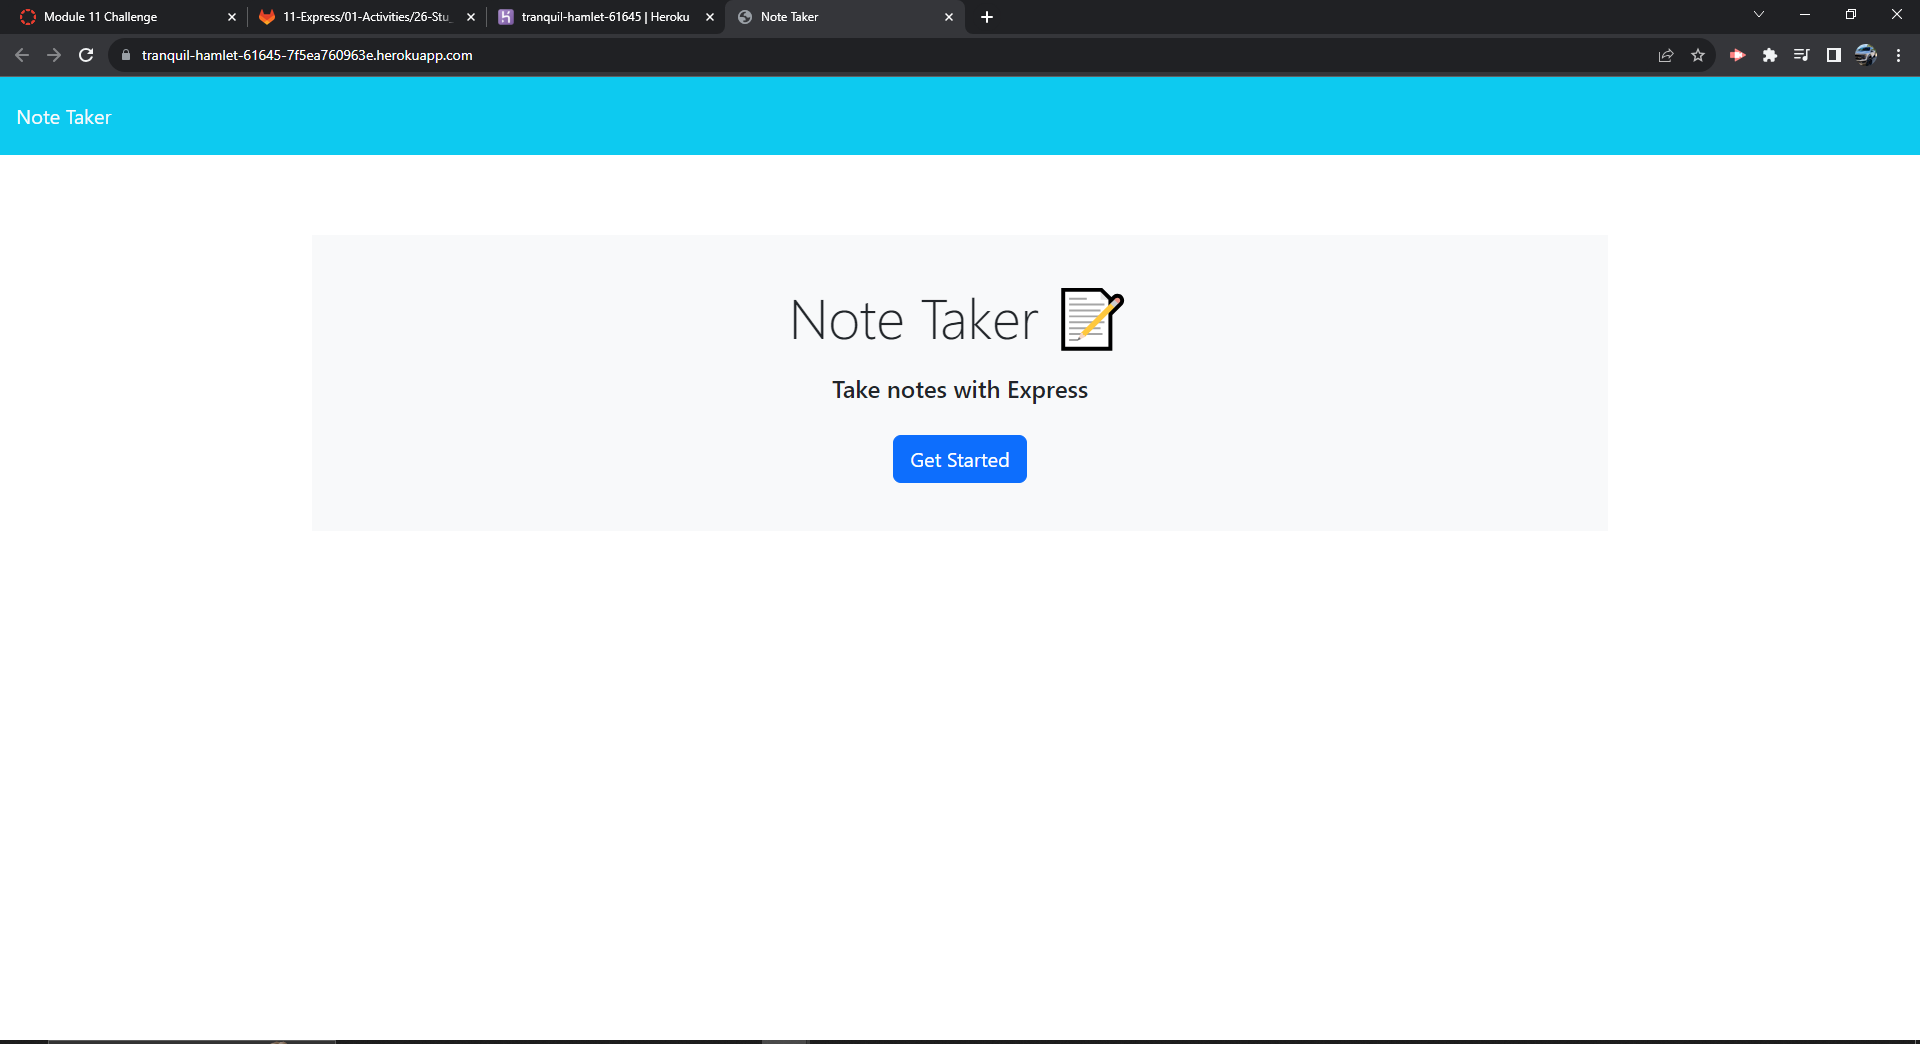 Module 11 Challenge
11-Express/01-Activities/26-Stu_
tranquil-hamlet-61645 | Heroku
Note Taker
tranquil-hamlet-61645-7f5ea760963e.herokuapp.com
Note Taker
Note Taker
Take notes with Express
Get Started